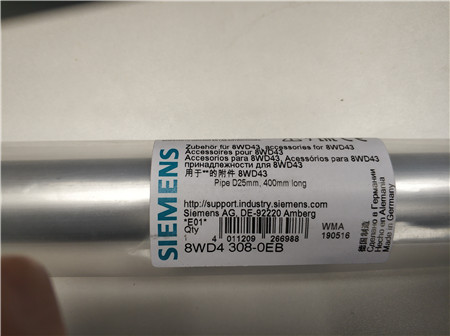 SIEMENS
Zubehör für 8WD43, accessories for 8WD43
Accessoires pour 8WD43
Accesorios para 8WD43, Acessórios para 8WD43
принадлежности для 8WD43
用于**的附件 8WD43
Pipe D25mm, 400mm long
http://support.industry.siemens.com
Siemens AG, DE-92220 Amberg
*E01*
Qty
1
4 011209 266988
WMA
190516
8WD4 308-0EB
德国制造
Сделано в Германии
Hecho en Alemania
Made in Germany